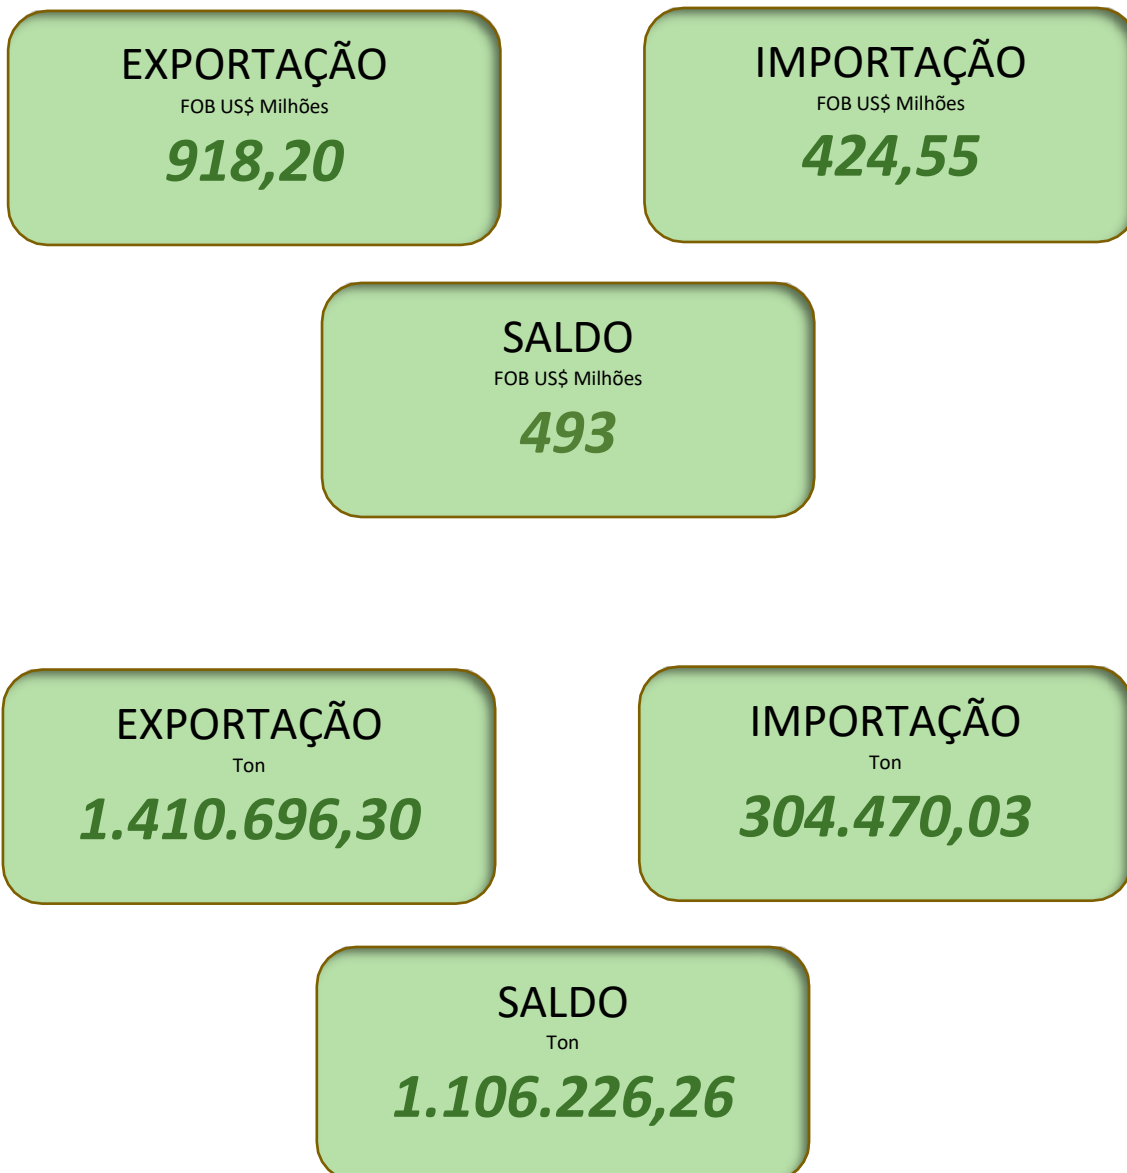 EXPORTAÇÃO
FOB US$ Milhões
918,20
IMPORTAÇÃO
FOB US$ Milhões
424,55
SALDO
FOB US$ Milhões
493
EXPORTAÇÃO
Ton
1.410.696,30
IMPORTAÇÃO
Ton
304.470,03
SALDO
Ton
1.106.226,26